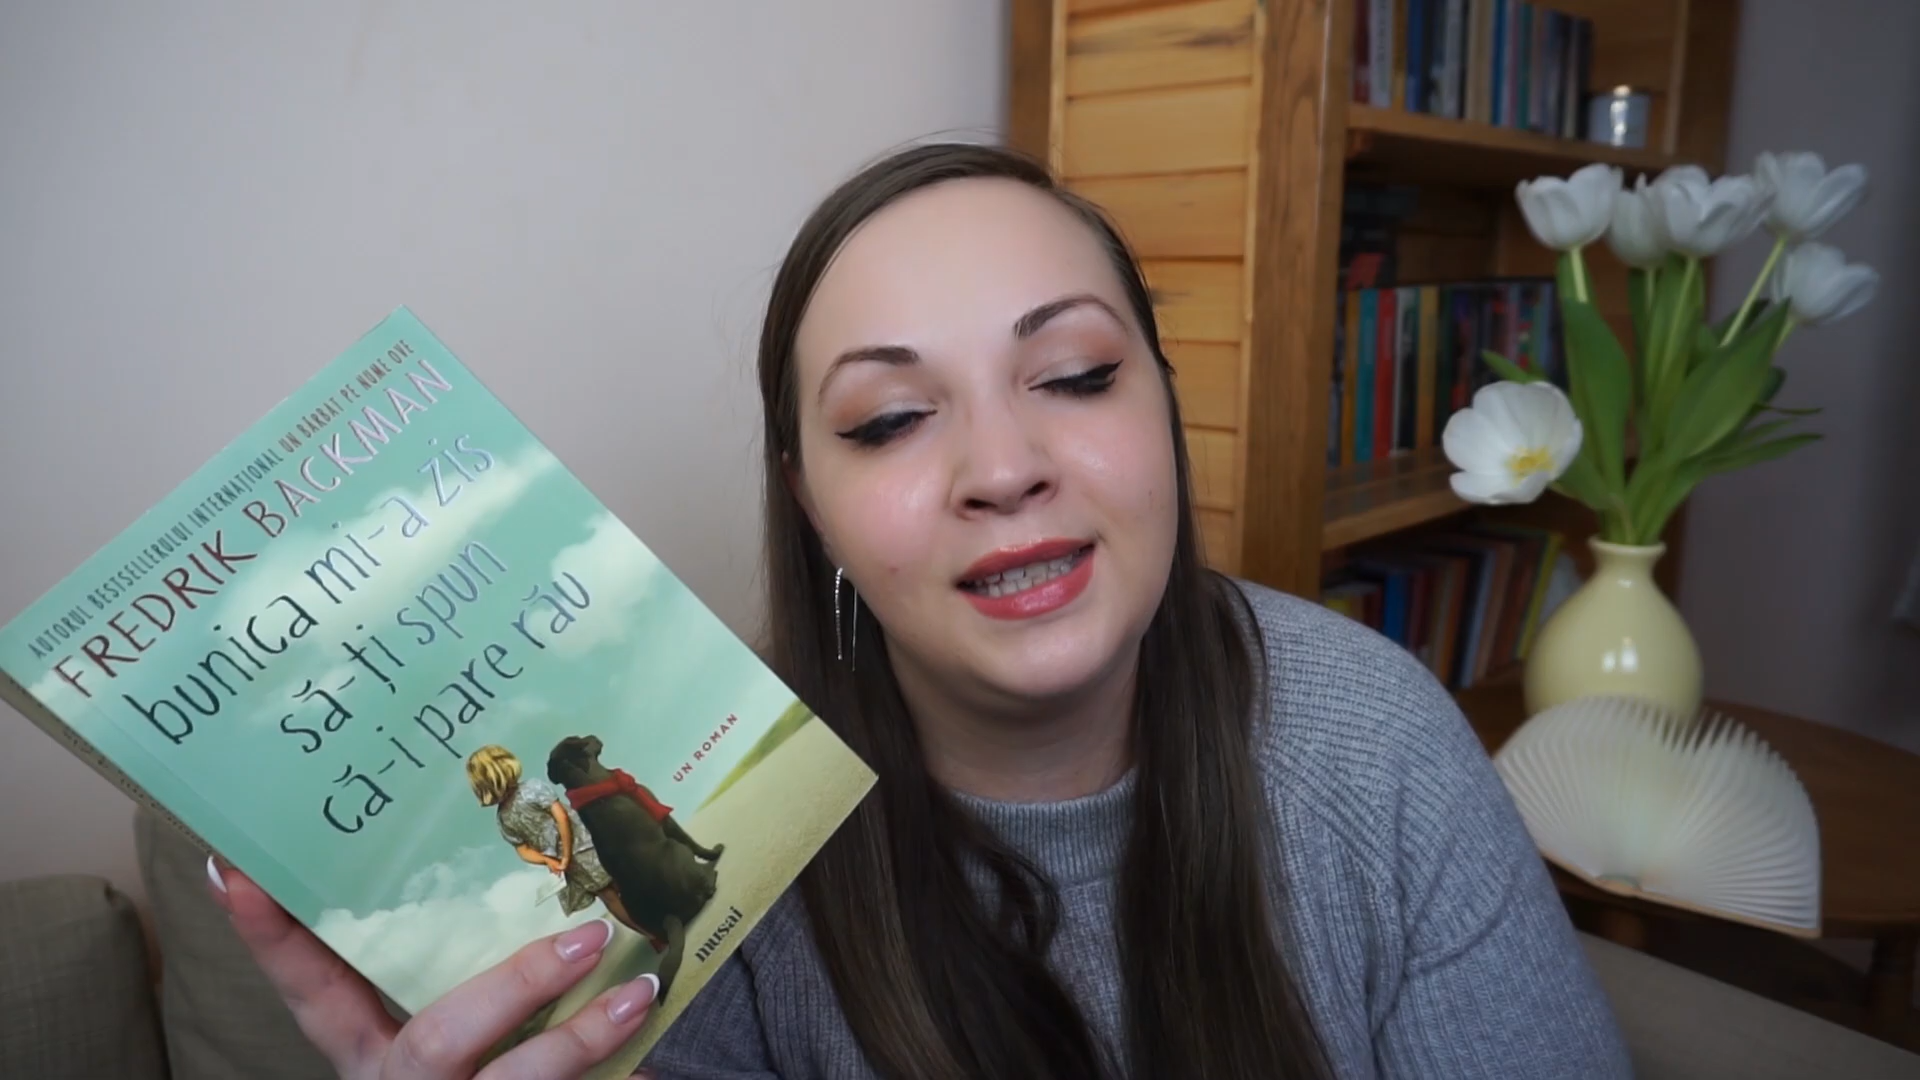 AUTORUL BESTSELLERULUI INTERNAȚIONAL UN BĂRBAT PE NUME OVE
FREDRIK BACKMAN
bunica mi-a zis
să-ți spun
că-i pare rău
UN ROMAN
musai